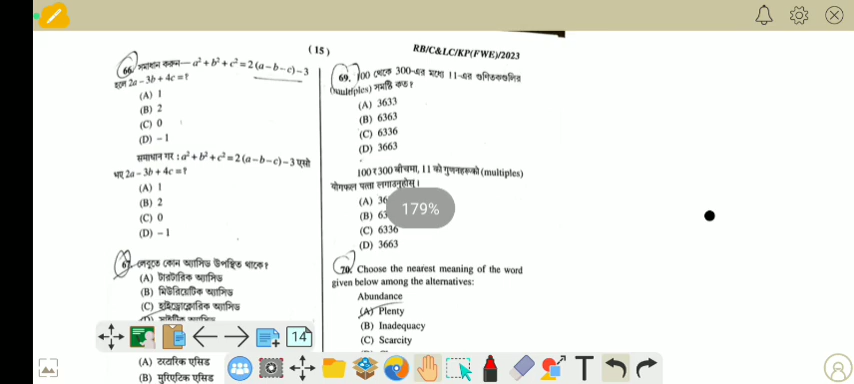 (15)
RB/C&LC/KP(FWE)/2023
66. সমাধান করুন— a² + b² + c² = 2 (a – b – c) – 3
হলে 2a – 3b + 4c = ?
(A) 1
(B) 2
(C) 0
(D) – 1
समाधान गर : a² + b² + c² = 2 (a – b – c) – 3 एसो
भए 2a – 3b + 4c = ?
(A) 1
(B) 2
(C) 0
(D) – 1
67. লেবুতে কোন অ্যাসিড উপস্থিত থাকে?
(A) টারটারিক অ্যাসিড
(B) মিউরিয়েটিক অ্যাসিড
(C) হাইড্রোক্লোরিক অ্যাসিড
(A) टरटारिक एसिड
(B) मुरिएटिक एसिड
69. 100 থেকে 300-এর মধ্যে 11-এর গুণিতকগুলির
(multiples) সমষ্টি কত?
(A) 3633
(B) 6363
(C) 6336
(D) 3663
100 र 300 बीचमा, 11 को गुणनहरूको (multiples)
योगफल पत्ता लगाउनुहोस् ।
(A) 36
(B) 63
(C) 6336
(D) 3663
179%
70. Choose the nearest meaning of the word
given below among the alternatives:
Abundance
(A) Plenty
(B) Inadequacy
(C) Scarcity
14
T